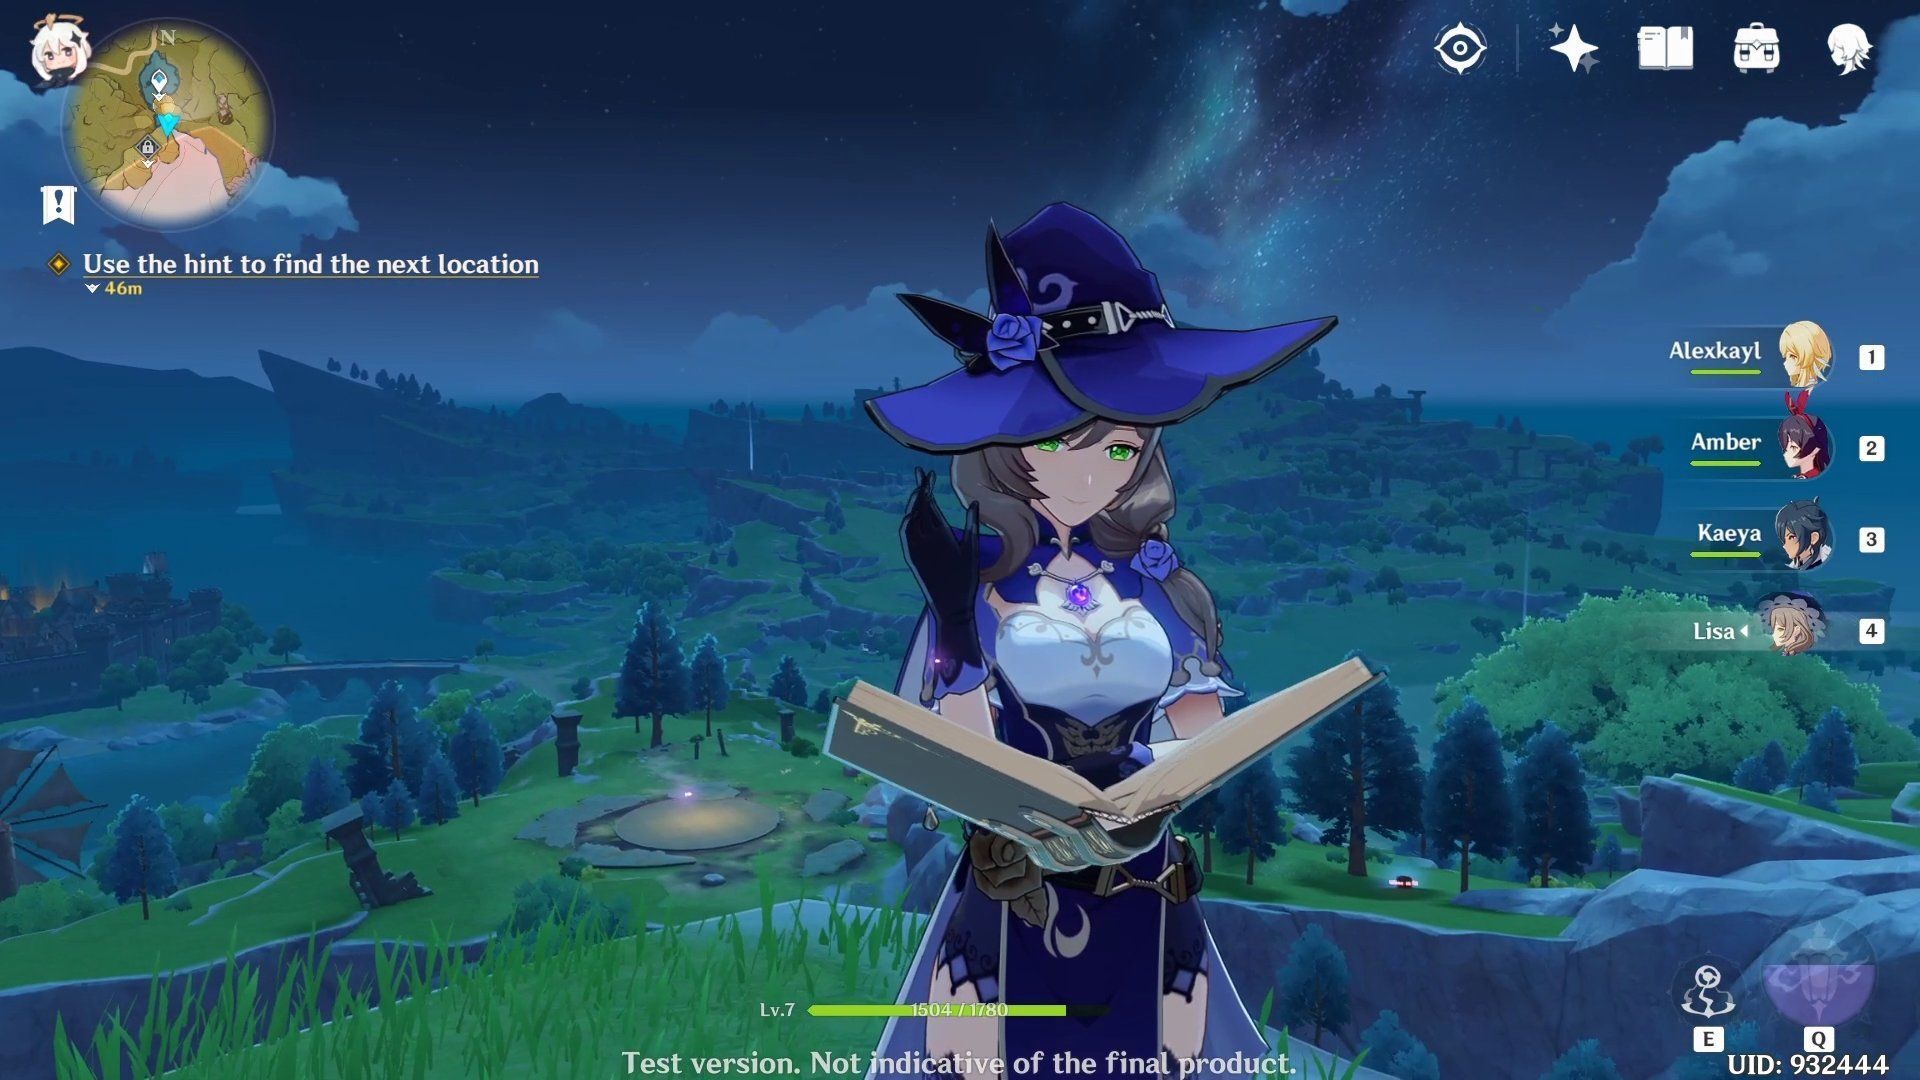 N
Use the hint to find the next location
46m
Alexkayl
1
Amber
2
Kaeya
3
Lisa
4
Lv.7
1504 / 1780
E
Q
Test version. Not indicative of the final product.
UID: 932444